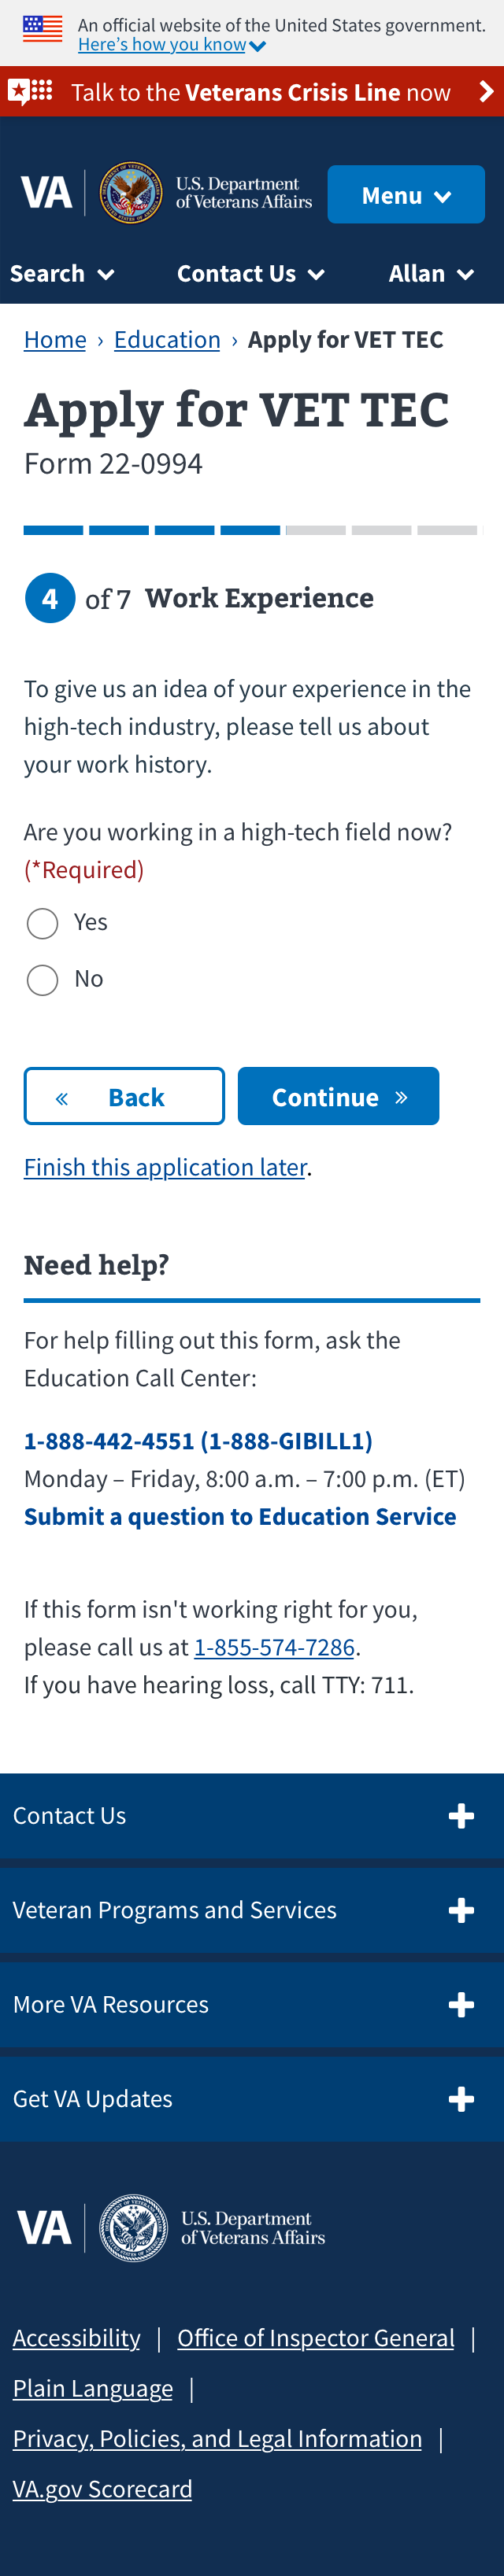 An official website of the United States government.
Here’s how you know
Talk to the Veterans Crisis Line now
VA
U.S. Department
of Veterans Affairs
Menu
Search
Contact Us
Allan
Home › Education › Apply for VET TEC
Apply for VET TEC
Form 22-0994
4 of 7 Work Experience
To give us an idea of your experience in the
high-tech industry, please tell us about
your work history.
Are you working in a high-tech field now?
(*Required)
Yes
No
« Back
Continue »
Finish this application later.
Need help?
For help filling out this form, ask the
Education Call Center:
1-888-442-4551 (1-888-GIBILL1)
Monday – Friday, 8:00 a.m. – 7:00 p.m. (ET)
Submit a question to Education Service
If this form isn't working right for you,
please call us at 1-855-574-7286.
If you have hearing loss, call TTY: 711.
Contact Us
Veteran Programs and Services
More VA Resources
Get VA Updates
VA
U.S. Department
of Veterans Affairs
Accessibility | Office of Inspector General |
Plain Language |
Privacy, Policies, and Legal Information |
VA.gov Scorecard